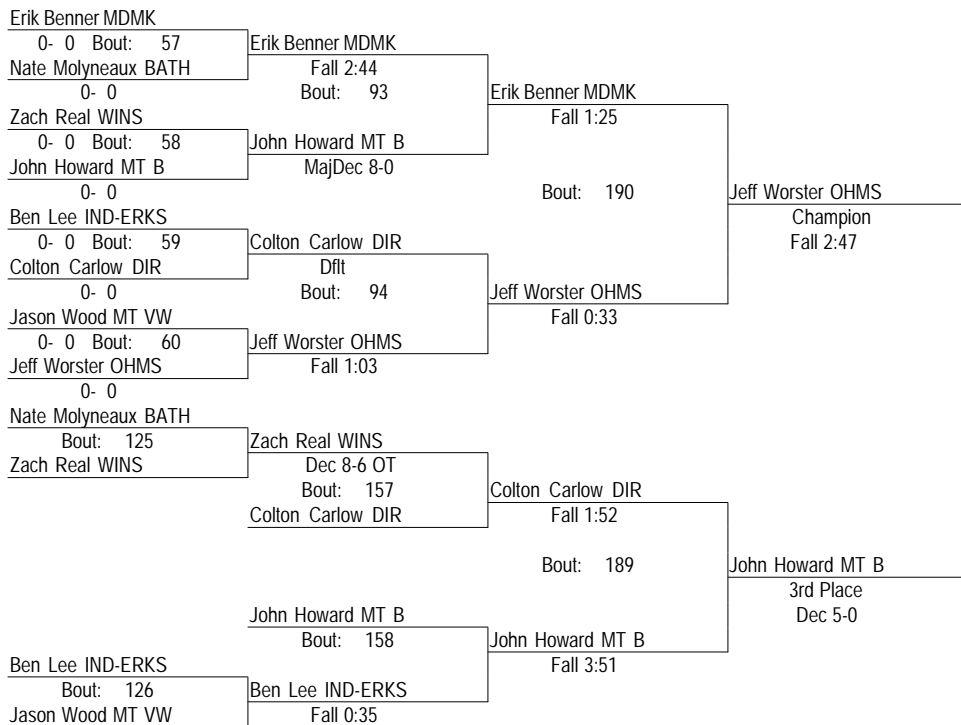 Erik Benner MDMK
0- 0 Bout: 57
Erik Benner MDMK
Nate Molyneaux BATH
Fall 2:44
0- 0
Bout: 93
Erik Benner MDMK
Zach Real WINS
Fall 1:25
0- 0 Bout: 58
John Howard MT B
John Howard MT B
MajDec 8-0
0- 0
Bout: 190
Jeff Worster OHMS
Ben Lee IND-ERKS
Champion
0- 0 Bout: 59
Colton Carlow DIR
Fall 2:47
Colton Carlow DIR
Dflt
0- 0
Bout: 94
Jeff Worster OHMS
Jason Wood MT VW
Fall 0:33
0- 0 Bout: 60
Jeff Worster OHMS
Jeff Worster OHMS
Fall 1:03
0- 0
Nate Molyneaux BATH
Bout: 125
Zach Real WINS
Zach Real WINS
Dec 8-6 OT
Bout: 157
Colton Carlow DIR
Colton Carlow DIR
Fall 1:52
Bout: 189
John Howard MT B
3rd Place
Dec 5-0
John Howard MT B
Bout: 158
John Howard MT B
Ben Lee IND-ERKS
Fall 3:51
Bout: 126
Ben Lee IND-ERKS
Jason Wood MT VW
Fall 0:35